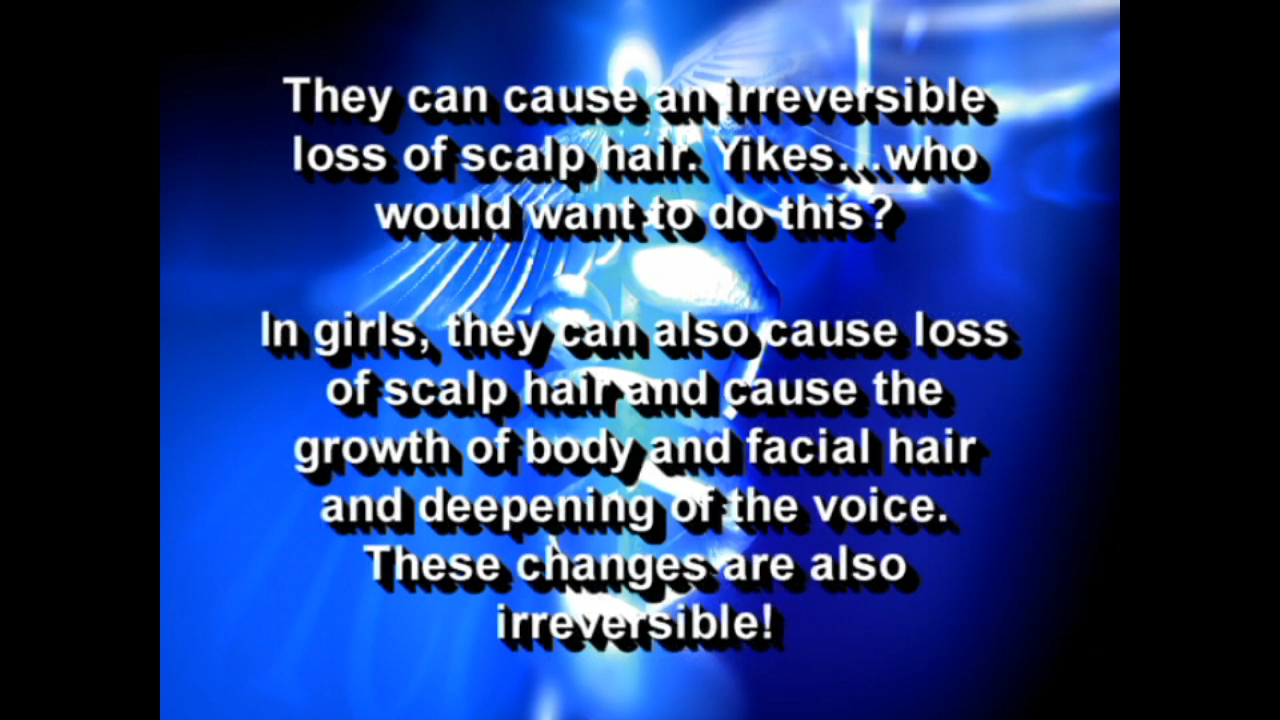 They can cause an irreversible
loss of scalp hair. Yikes...who
would want to do this?
In girls, they can also cause loss
of scalp hair and cause the
growth of body and facial hair
and deepening of the voice.
These changes are also
irreversible!